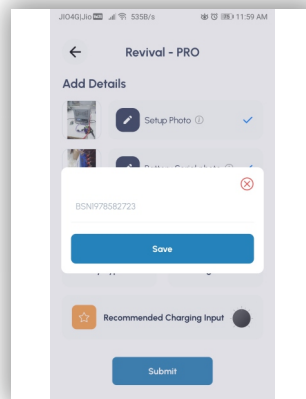 JIO4G|Jio 535B/s 11:59 AM
Revival - PRO
Add Details
Setup Photo
BSN1978582723
Save
Recommended Charging Input
Submit